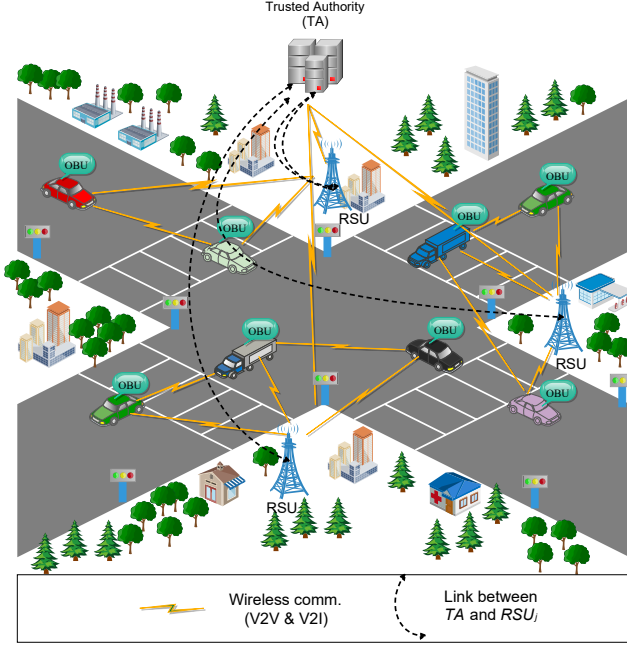 Trusted Authority
(TA)
OBU
OBU
RSU
OBU
OBU
OBU
RSU
OBU
OBU
OBU
OBU
RSU
Wireless comm.
(V2V & V2I)
Link between
TA and RSUj